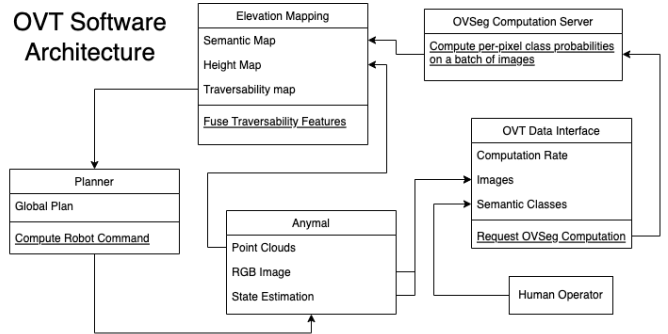 OVT Software
Architecture
Elevation Mapping
Semantic Map
Height Map
Traversability map
Fuse Traversability Features
OVSeg Computation Server
Compute per-pixel class probabilities
on a batch of images
OVT Data Interface
Computation Rate
Images
Semantic Classes
Request OVSeg Computation
Planner
Global Plan
Compute Robot Command
Anymal
Point Clouds
RGB Image
State Estimation
Human Operator